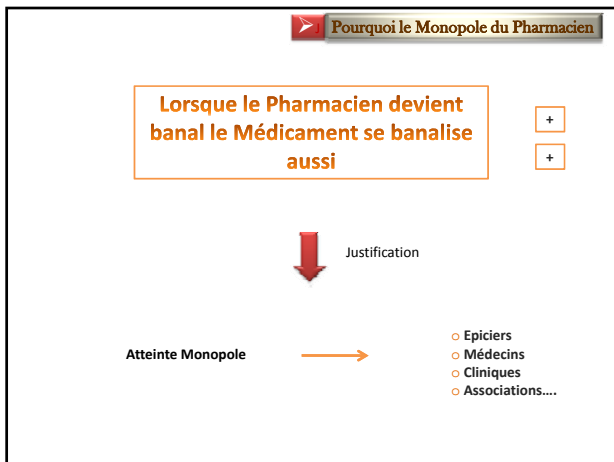 J Pourquoi le Monopole du Pharmacien
Lorsque le Pharmacien devient
banal le Médicament se banalise
aussi
+
+
Justification
Atteinte Monopole
Epiciers
Médecins
Cliniques
Associations....